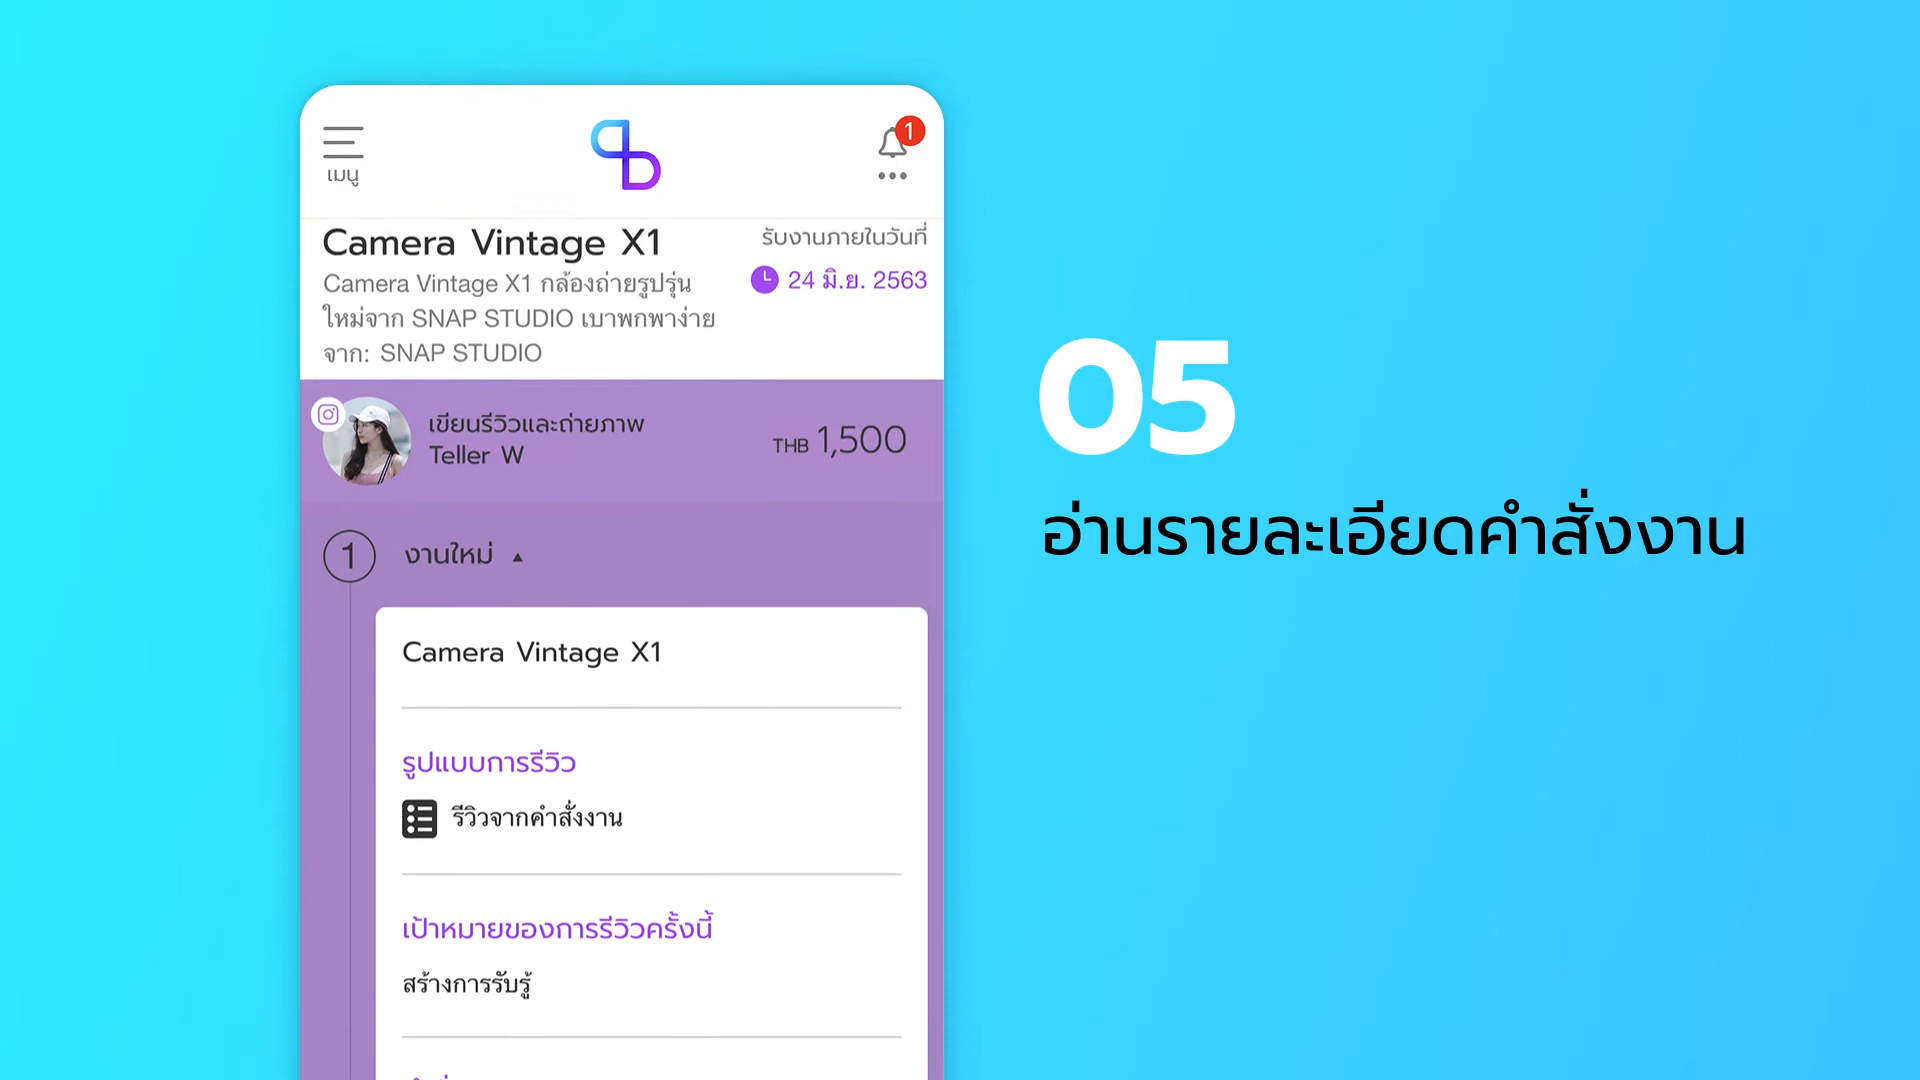 เมนู
1
Camera Vintage X1
Camera Vintage X1 กล้องถ่ายรูปรุ่น
ใหม่จาก SNAP STUDIO เบาพกพาง่าย
จาก: SNAP STUDIO
รับงานภายในวันที่
24 มิ.ย. 2563
เขียนรีวิวและถ่ายภาพ
Teller W
THB 1,500
1 งานใหม่
Camera Vintage X1
รูปแบบการรีวิว
รีวิวจากคำสั่งงาน
เป้าหมายของการรีวิวครั้งนี้
สร้างการรับรู้
05
อ่านรายละเอียดคำสั่งงาน